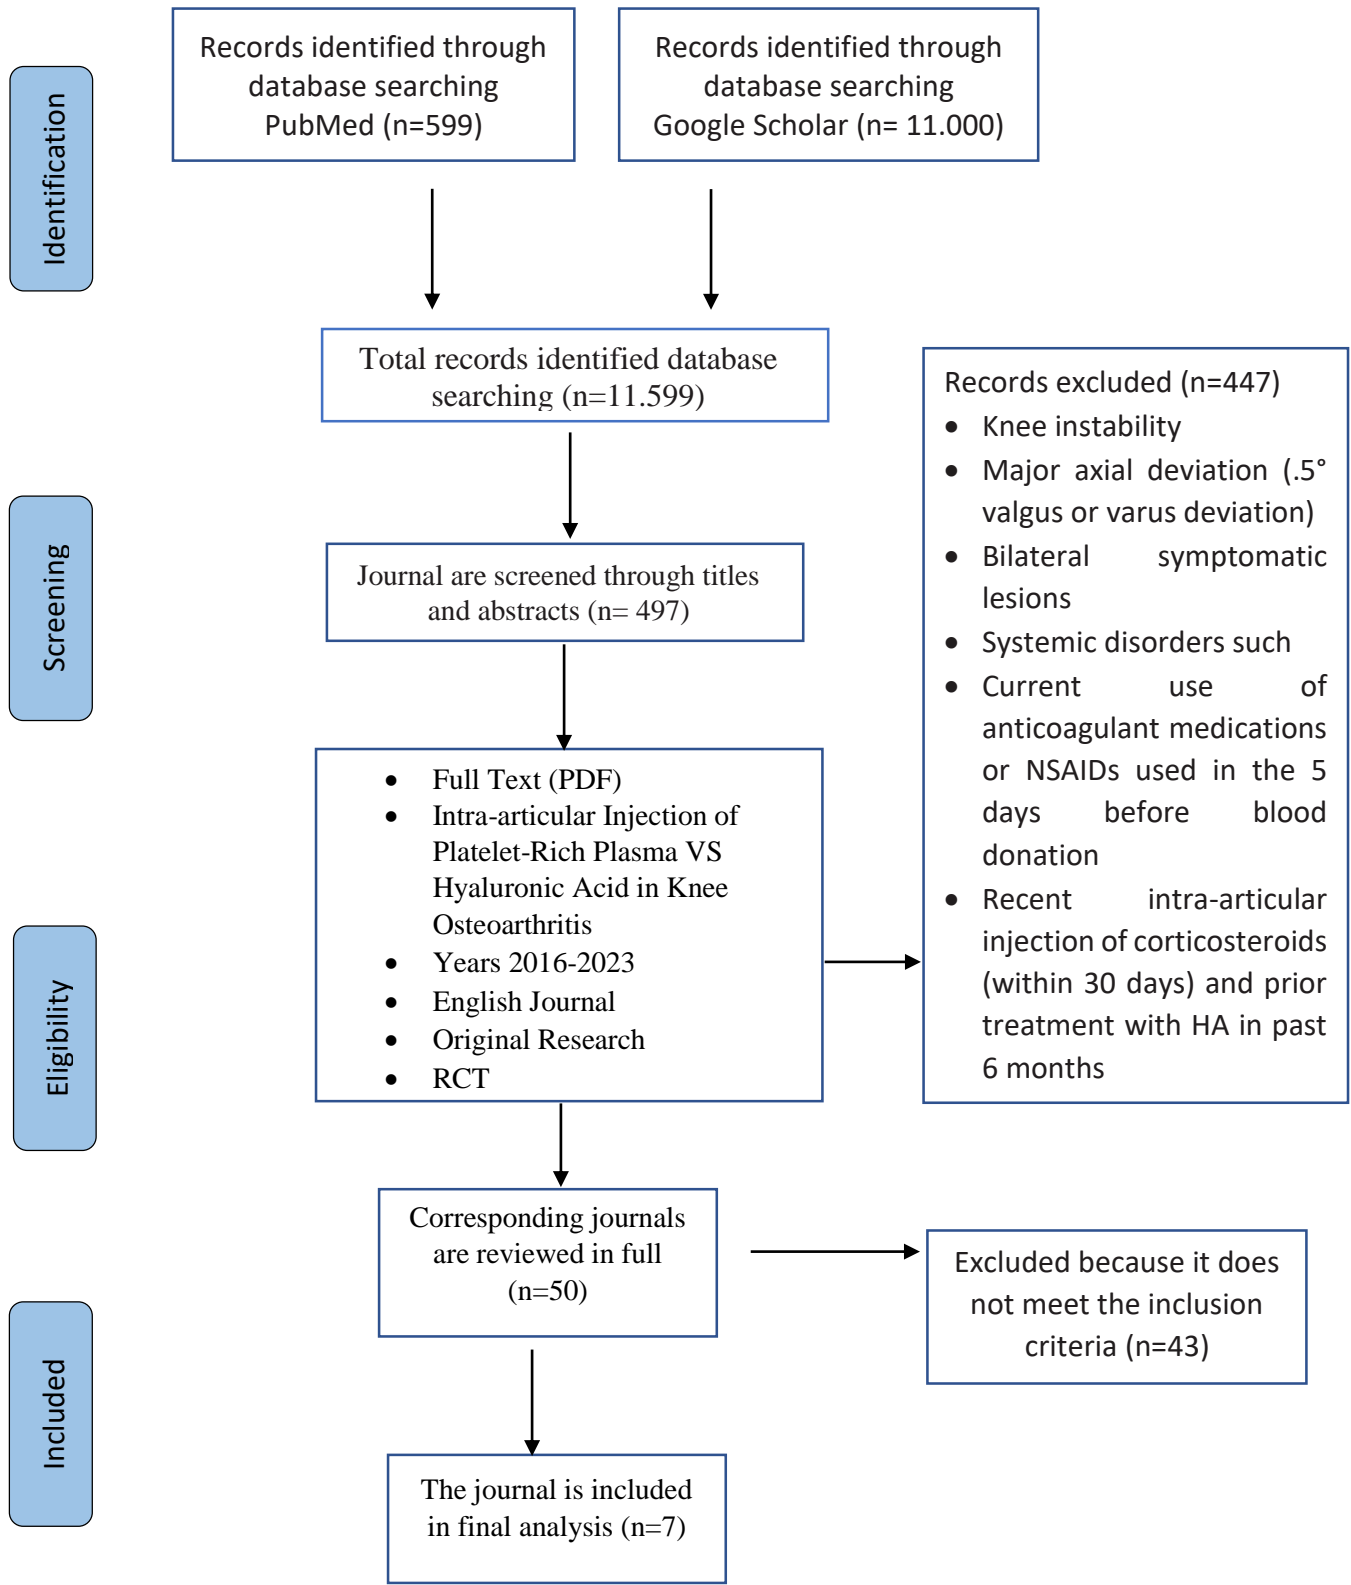 Identification
Records identified through
database searching
PubMed (n=599)
Records identified through
database searching
Google Scholar (n= 11.000)
Total records identified database
searching (n=11.599)
Screening
Journal are screened through titles
and abstracts (n= 497)
Records excluded (n=447)
• Knee instability
• Major axial deviation (.5°
valgus or varus deviation)
• Bilateral symptomatic
lesions
• Systemic disorders such
• Current use of
anticoagulant medications
or NSAIDs used in the 5
days before blood
donation
• Recent intra-articular
injection of corticosteroids
(within 30 days) and prior
treatment with HA in past
6 months
Eligibility
• Full Text (PDF)
• Intra-articular Injection of
Platelet-Rich Plasma VS
Hyaluronic Acid in Knee
Osteoarthritis
• Years 2016-2023
• English Journal
• Original Research
• RCT
Corresponding journals
are reviewed in full
(n=50)
Excluded because it does
not meet the inclusion
criteria (n=43)
Included
The journal is included
in final analysis (n=7)